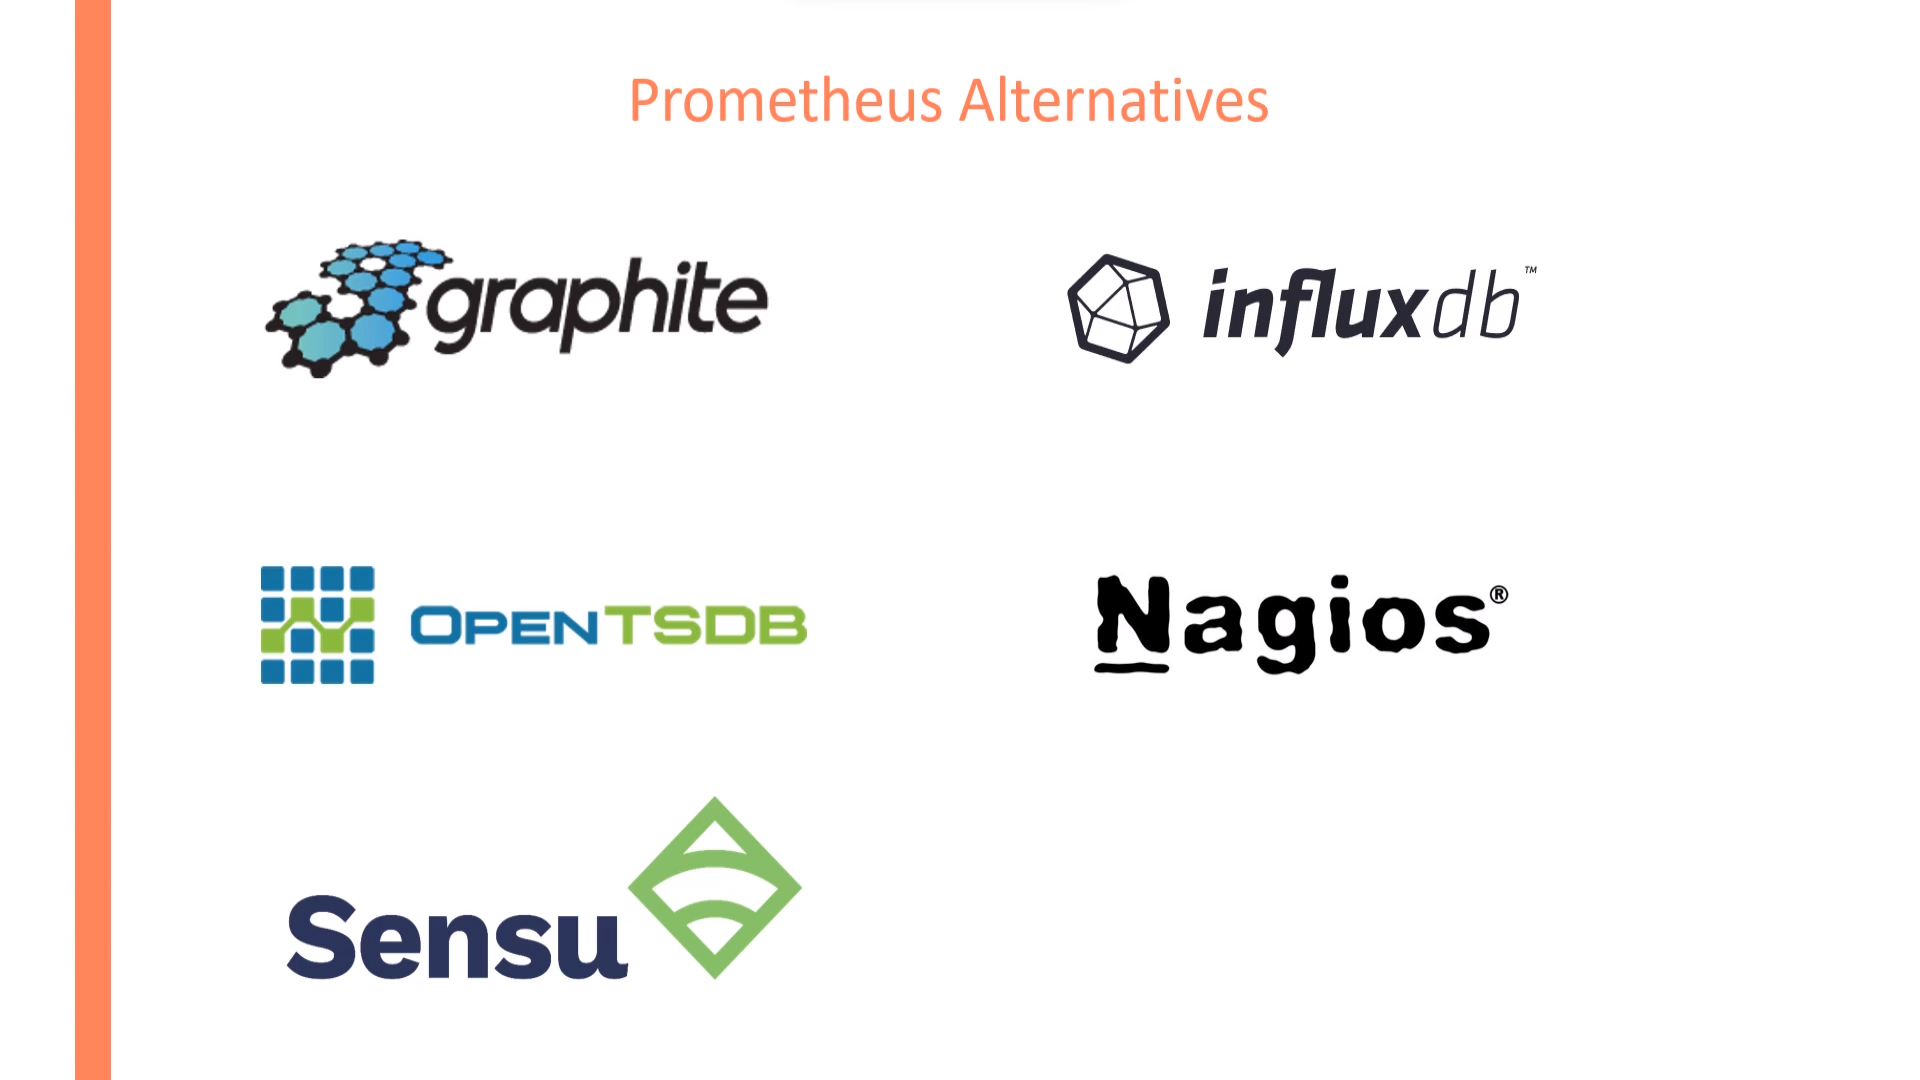 Prometheus Alternatives
graphite
influxdb™
OPENTSDB
Nagios®
Sensu